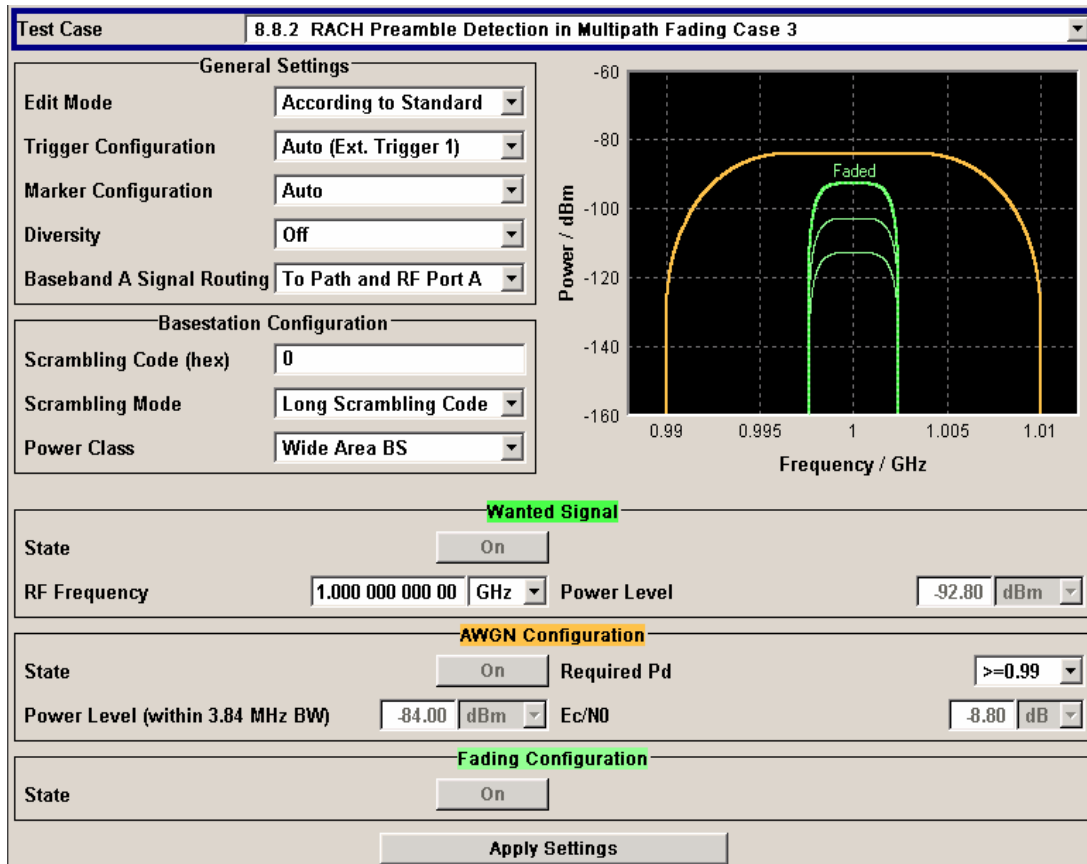 Test Case 8.8.2 RACH Preamble Detection in Multipath Fading Case 3
General Settings
Edit Mode According to Standard
Trigger Configuration Auto (Ext. Trigger 1)
Marker Configuration Auto
Diversity Off
Baseband A Signal Routing To Path and RF Port A
Basestation Configuration
Scrambling Code (hex) 0
Scrambling Mode Long Scrambling Code
Power Class Wide Area BS
-60
-80
-100
-120
-140
-160
Power / dBm
Faded
0.99 0.995 1 1.005 1.01
Frequency / GHz
Wanted Signal
State On
RF Frequency 1.000 000 000 00 GHz Power Level -92.80 dBm
AWGN Configuration
State On Required Pd >=0.99
Power Level (within 3.84 MHz BW) -84.00 dBm Ec/N0 -8.80 dB
Fading Configuration
State On
Apply Settings